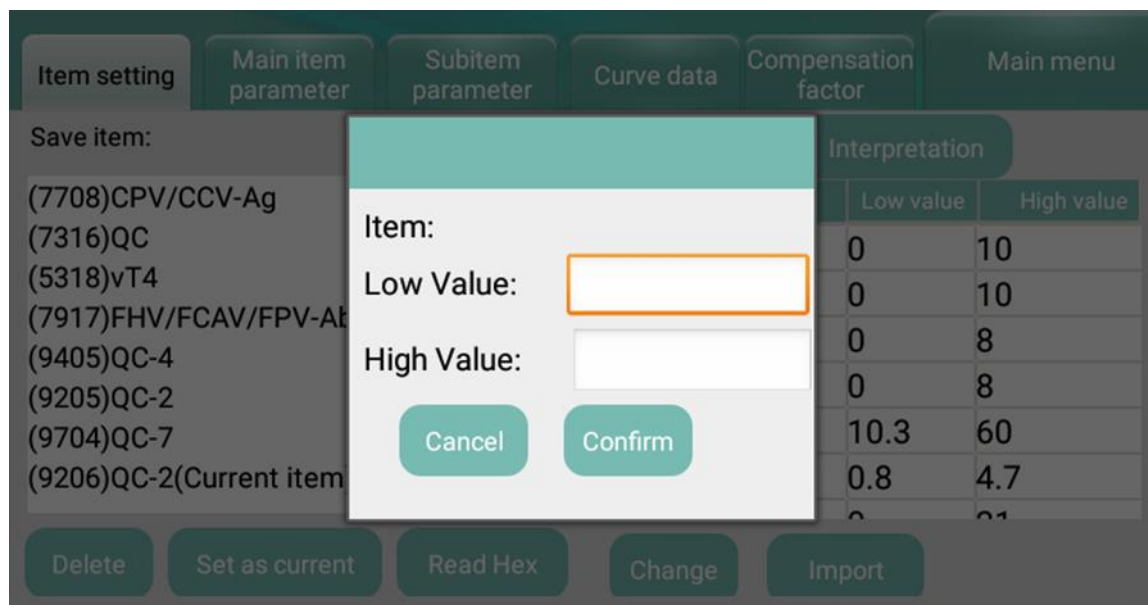 Item setting
Main item
parameter
Subitem
parameter
Curve data
Compensation
factor
Main menu
Save item:
Interpretation
(7708)CPV/CCV-Ag
(7316)QC
(5318)vT4
(7917)FHV/FCAV/FPV-Ab
(9405)QC-4
(9205)QC-2
(9704)QC-7
(9206)QC-2(Current item
Item:
Low Value:
High Value:
Cancel
Confirm
Low value High value
0 10
0 10
0 8
0 8
10.3 60
0.8 4.7
Delete
Set as current
Read Hex
Change
Import